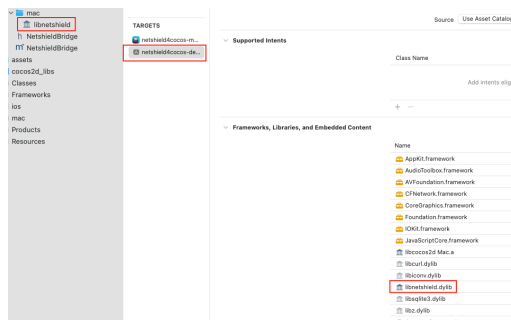 mac
libnetshield
NetshieldBridge
NetshieldBridge
assets
cocos2d_libs
Classes
Frameworks
ios
mac
Products
Resources
TARGETS
netshield4cocos-m...
netshield4cocos-de...
Source Use Asset Catalog
Supported Intents
Class Name
Add intents elig
Frameworks, Libraries, and Embedded Content
Name
AppKit.framework
AudioToolbox.framework
AVFoundation.framework
CFNetwork.framework
CoreGraphics.framework
Foundation.framework
IOKit.framework
JavaScriptCore.framework
libcocos2d Mac.a
libcurl.dylib
libiconv.dylib
libnetshield.dylib
libsqlite3.dylib
libz.dylib